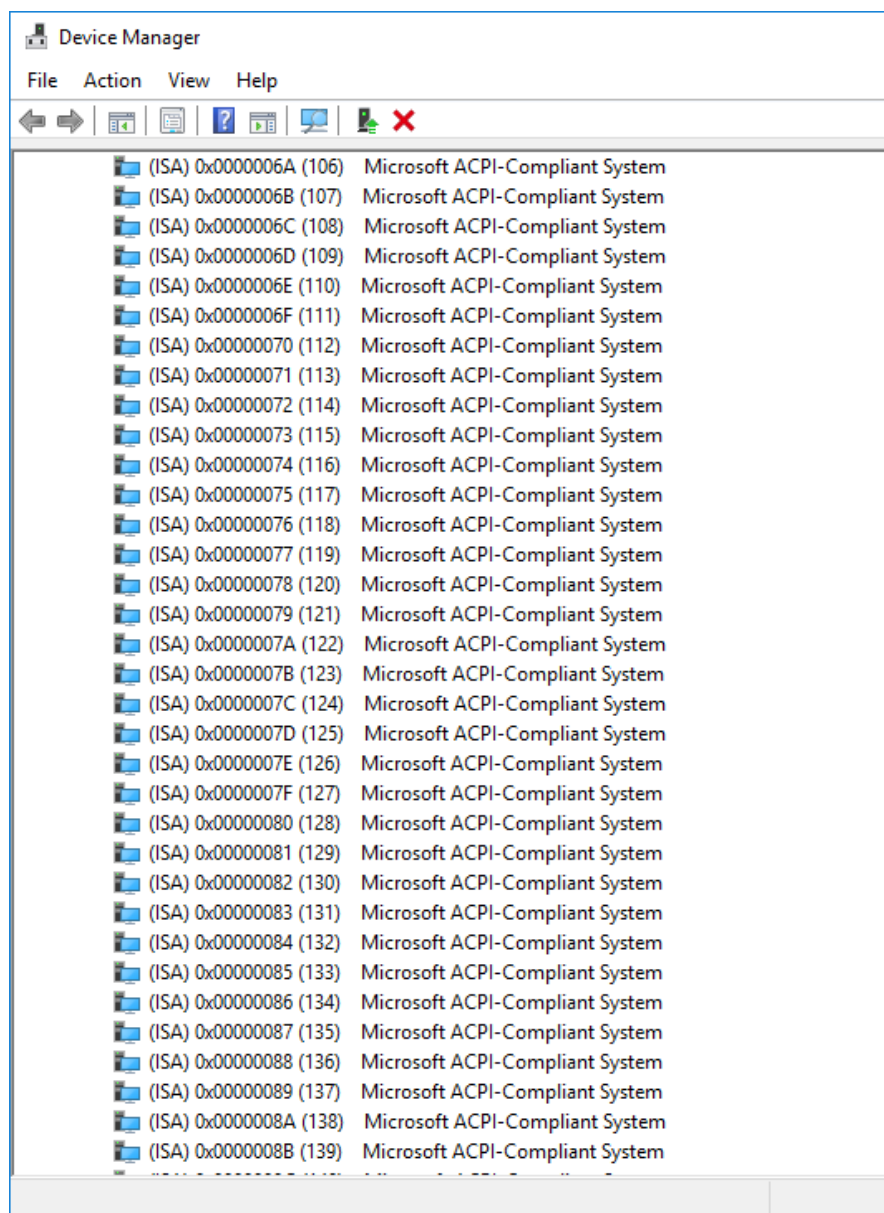 Device Manager
File Action View Help
(ISA) 0x0000006A (106) Microsoft ACPI-Compliant System
(ISA) 0x0000006B (107) Microsoft ACPI-Compliant System
(ISA) 0x0000006C (108) Microsoft ACPI-Compliant System
(ISA) 0x0000006D (109) Microsoft ACPI-Compliant System
(ISA) 0x0000006E (110) Microsoft ACPI-Compliant System
(ISA) 0x0000006F (111) Microsoft ACPI-Compliant System
(ISA) 0x00000070 (112) Microsoft ACPI-Compliant System
(ISA) 0x00000071 (113) Microsoft ACPI-Compliant System
(ISA) 0x00000072 (114) Microsoft ACPI-Compliant System
(ISA) 0x00000073 (115) Microsoft ACPI-Compliant System
(ISA) 0x00000074 (116) Microsoft ACPI-Compliant System
(ISA) 0x00000075 (117) Microsoft ACPI-Compliant System
(ISA) 0x00000076 (118) Microsoft ACPI-Compliant System
(ISA) 0x00000077 (119) Microsoft ACPI-Compliant System
(ISA) 0x00000078 (120) Microsoft ACPI-Compliant System
(ISA) 0x00000079 (121) Microsoft ACPI-Compliant System
(ISA) 0x0000007A (122) Microsoft ACPI-Compliant System
(ISA) 0x0000007B (123) Microsoft ACPI-Compliant System
(ISA) 0x0000007C (124) Microsoft ACPI-Compliant System
(ISA) 0x0000007D (125) Microsoft ACPI-Compliant System
(ISA) 0x0000007E (126) Microsoft ACPI-Compliant System
(ISA) 0x0000007F (127) Microsoft ACPI-Compliant System
(ISA) 0x00000080 (128) Microsoft ACPI-Compliant System
(ISA) 0x00000081 (129) Microsoft ACPI-Compliant System
(ISA) 0x00000082 (130) Microsoft ACPI-Compliant System
(ISA) 0x00000083 (131) Microsoft ACPI-Compliant System
(ISA) 0x00000084 (132) Microsoft ACPI-Compliant System
(ISA) 0x00000085 (133) Microsoft ACPI-Compliant System
(ISA) 0x00000086 (134) Microsoft ACPI-Compliant System
(ISA) 0x00000087 (135) Microsoft ACPI-Compliant System
(ISA) 0x00000088 (136) Microsoft ACPI-Compliant System
(ISA) 0x00000089 (137) Microsoft ACPI-Compliant System
(ISA) 0x0000008A (138) Microsoft ACPI-Compliant System
(ISA) 0x0000008B (139) Microsoft ACPI-Compliant System